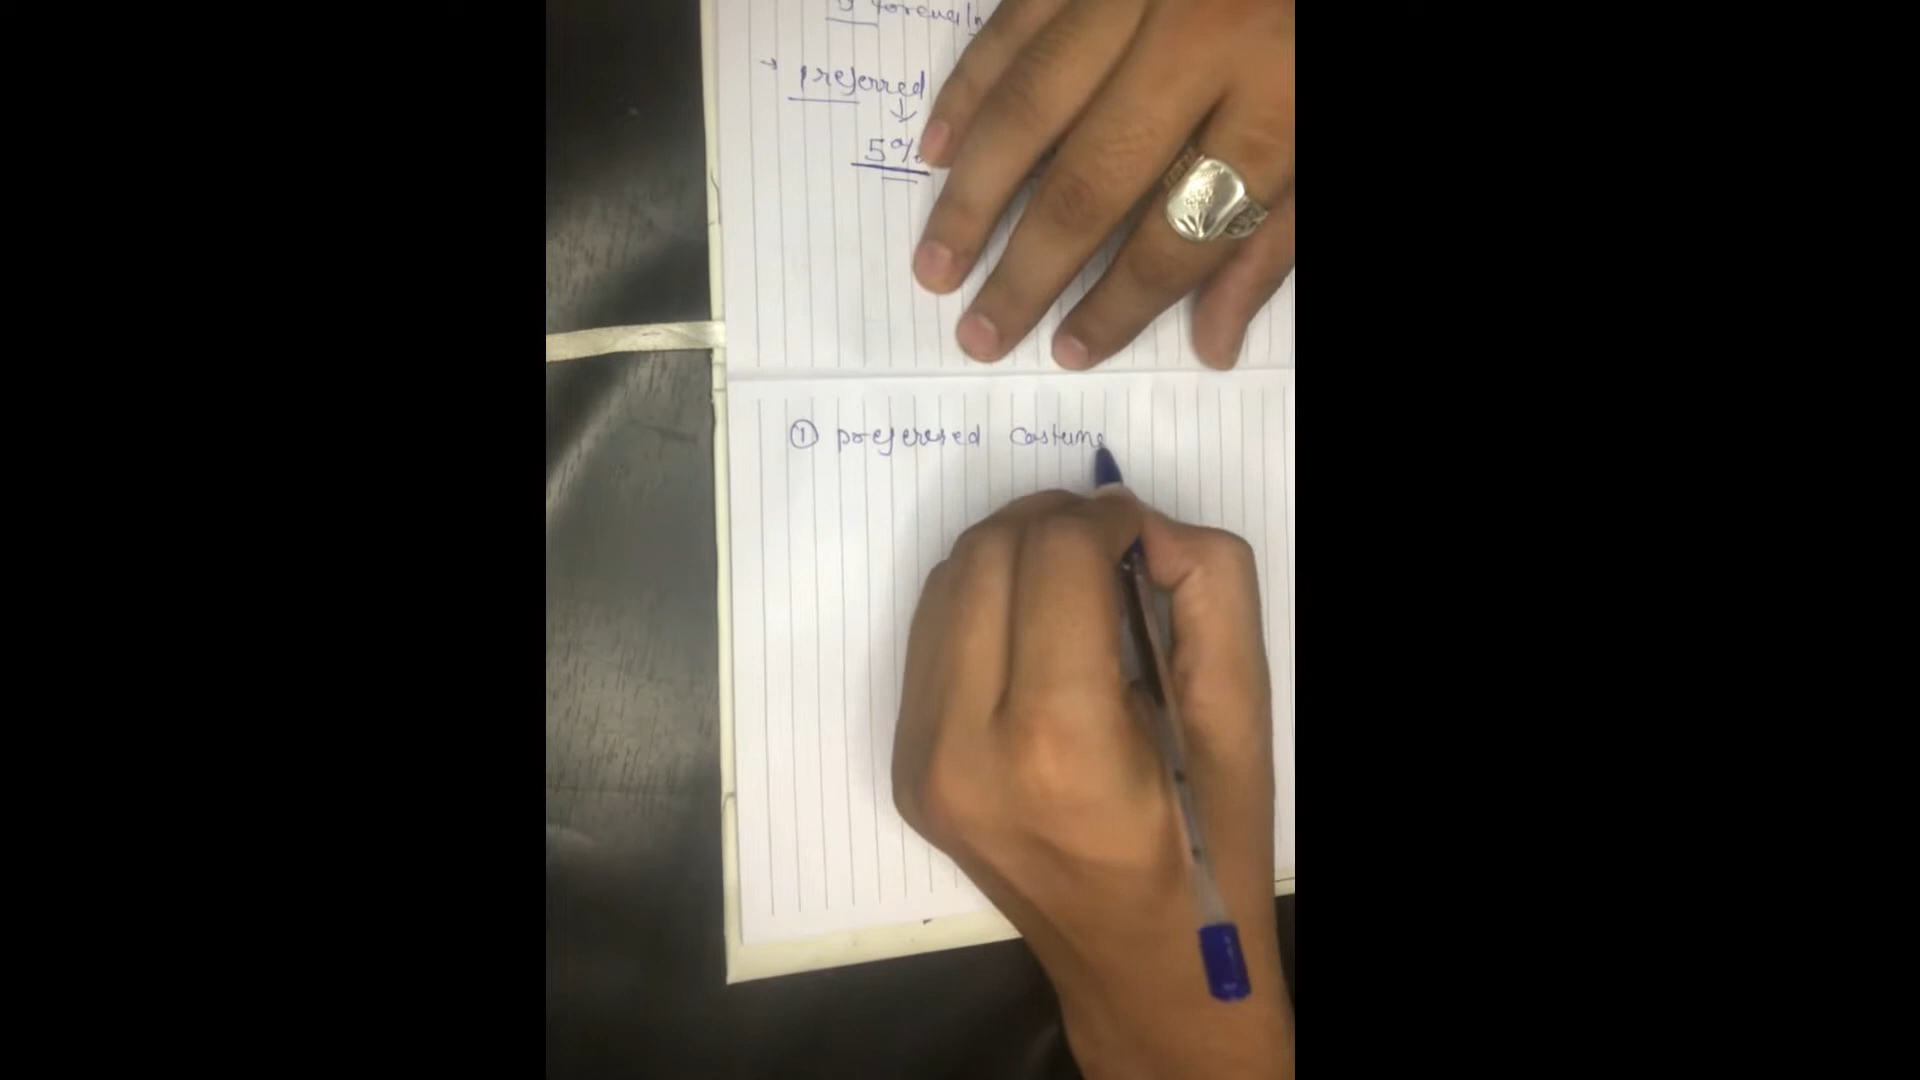 → preferred
↓
5%
① preferred Costume